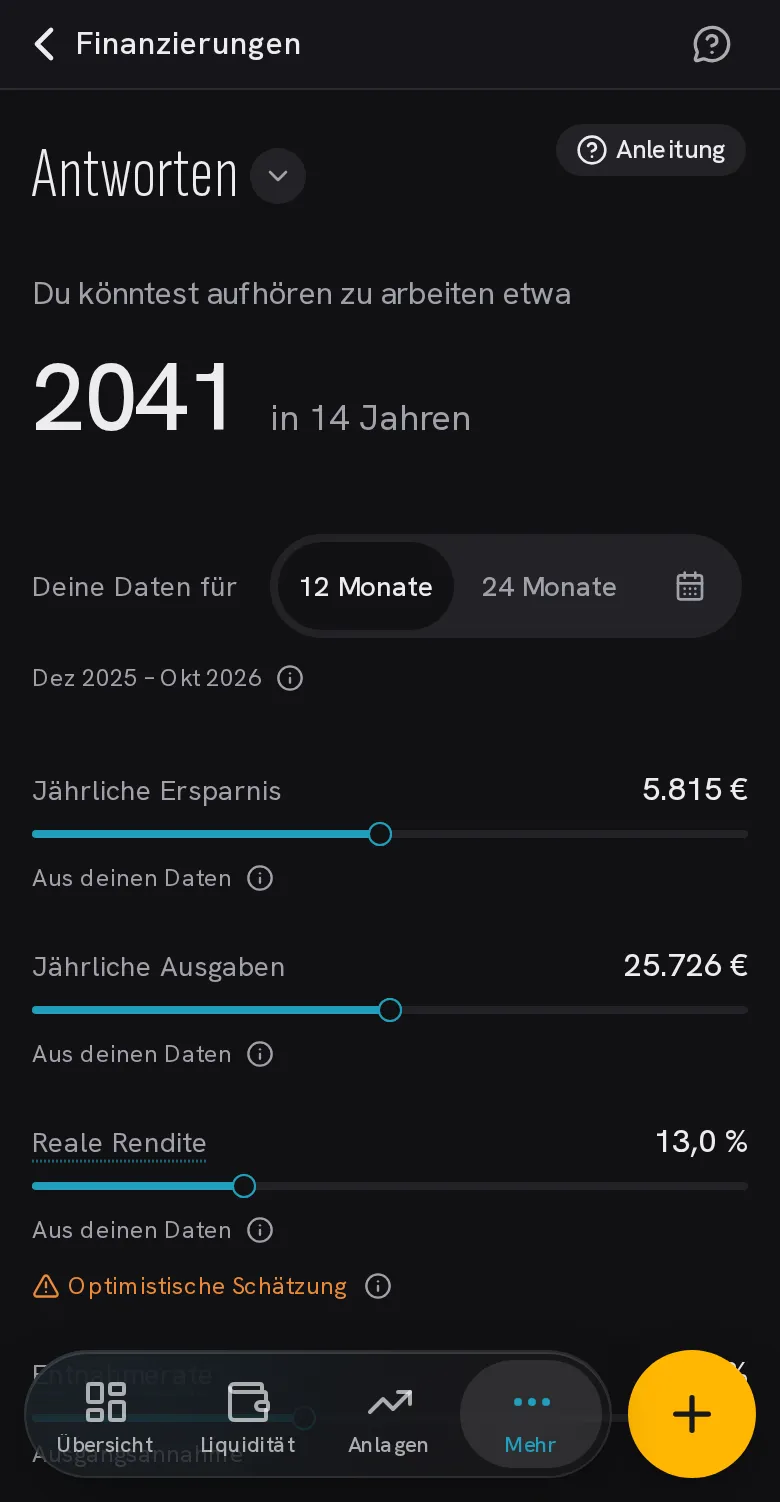 Finanzierungen
Antworten
Anleitung
Du könntest aufhören zu arbeiten etwa
2041 in 14 Jahren
Deine Daten für 12 Monate 24 Monate
Dez 2025 – Okt 2026
Jährliche Ersparnis 5.815 €
Aus deinen Daten
Jährliche Ausgaben 25.726 €
Aus deinen Daten
Reale Rendite 13,0 %
Aus deinen Daten
Optimistische Schätzung
Entnahmerate %
Übersicht Liquidität Anlagen Mehr
Ausgangsannahme